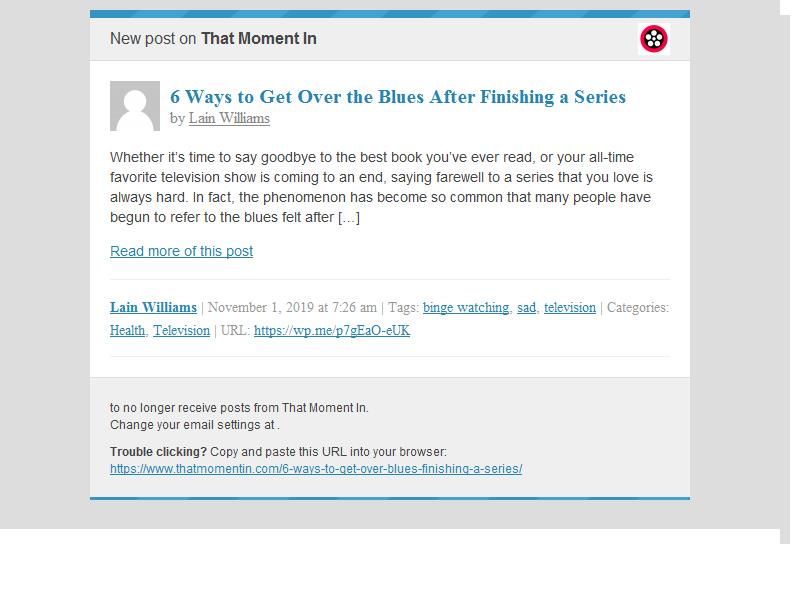 New post on That Moment In
6 Ways to Get Over the Blues After Finishing a Series
by Lain Williams
Whether it’s time to say goodbye to the best book you’ve ever read, or your all-time
favorite television show is coming to an end, saying farewell to a series that you love is
always hard. In fact, the phenomenon has become so common that many people have
begun to refer to the blues felt after […]
Read more of this post
Lain Williams | November 1, 2019 at 7:26 am | Tags: binge watching, sad, television | Categories:
Health, Television | URL: https://wp.me/p7gEaO-eUK
to no longer receive posts from That Moment In.
Change your email settings at .
Trouble clicking? Copy and paste this URL into your browser:
https://www.thatmomentin.com/6-ways-to-get-over-blues-finishing-a-series/